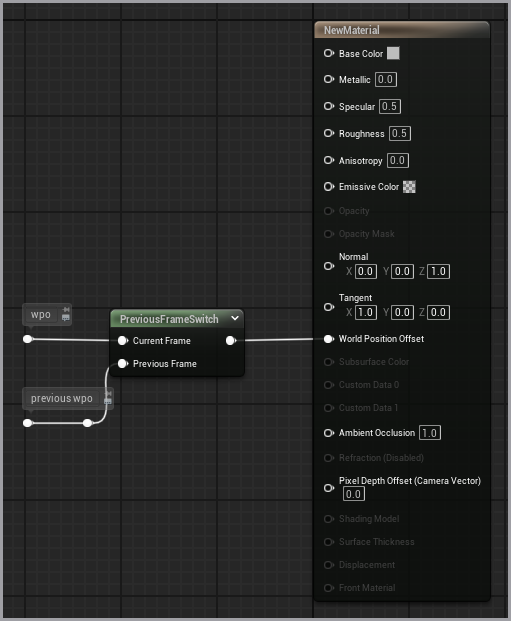 NewMaterial
Base Color
Metallic 0.0
Specular 0.5
Roughness 0.5
Anisotropy 0.0
Emissive Color
Opacity
Opacity Mask
Normal
X 0.0 Y 0.0 Z 1.0
Tangent
X 1.0 Y 0.0 Z 0.0
World Position Offset
Subsurface Color
Custom Data 0
Custom Data 1
Ambient Occlusion 1.0
Refraction (Disabled)
Pixel Depth Offset (Camera Vector)
0.0
Shading Model
Surface Thickness
Displacement
Front Material
wpo
PreviousFrameSwitch
Current Frame
Previous Frame
previous wpo